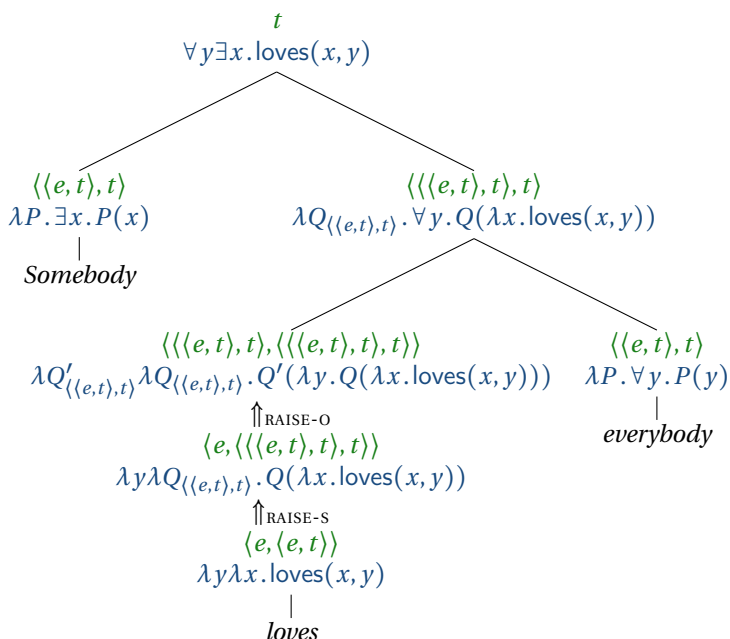 t
∀y∃x.loves(x, y)
⟨⟨e, t⟩, t⟩
λP.∃x.P(x)
Somebody
⟨⟨⟨e, t⟩, t⟩, t⟩
λQ⟨⟨e,t⟩,t⟩.∀y.Q(λx.loves(x, y))
⟨⟨⟨e, t⟩, t⟩, ⟨⟨⟨e, t⟩, t⟩, t⟩⟩
λQ′⟨⟨e,t⟩,t⟩λQ⟨⟨e,t⟩,t⟩.Q′(λy.Q(λx.loves(x, y)))
⟨⟨e, t⟩, t⟩
λP.∀y.P(y)
everybody
⇑RAISE-O
⟨e, ⟨⟨⟨e, t⟩, t⟩, t⟩⟩
λyλQ⟨⟨e,t⟩,t⟩.Q(λx.loves(x, y))
⇑RAISE-S
⟨e, ⟨e, t⟩⟩
λyλx.loves(x, y)
loves